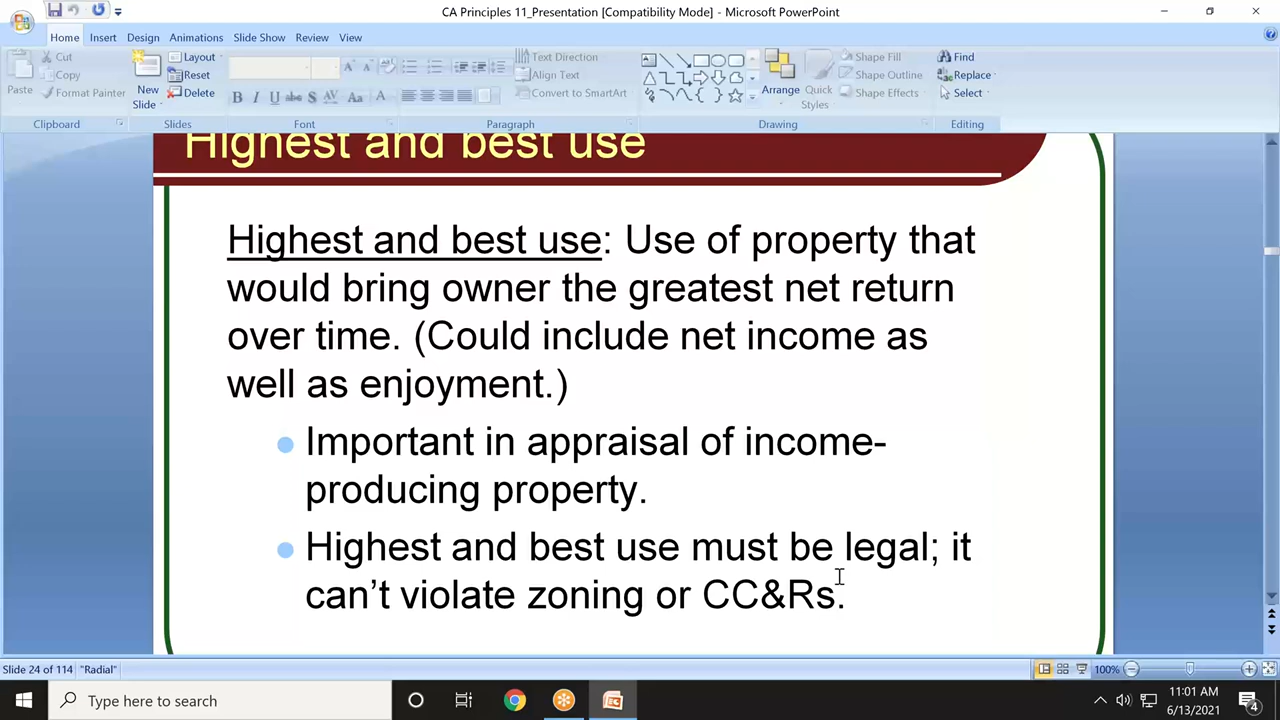 CA Principles 11_Presentation [Compatibility Mode] - Microsoft PowerPoint
Home Insert Design Animations Slide Show Review View
Paste
Cut
Copy
Format Painter
Clipboard
New Slide
Layout
Reset
Delete
Slides
B I U abc S AV Aa A
Font
Text Direction
Align Text
Convert to SmartArt
Paragraph
Arrange
Quick Styles
Shape Fill
Shape Outline
Shape Effects
Drawing
Find
Replace
Select
Editing
Highest and best use
Highest and best use: Use of property that
would bring owner the greatest net return
over time. (Could include net income as
well as enjoyment.)
Important in appraisal of income-
producing property.
Highest and best use must be legal; it
can't violate zoning or CC&Rs.
Slide 24 of 114 "Radial" 100%
Type here to search
11:01 AM
6/13/2021
4